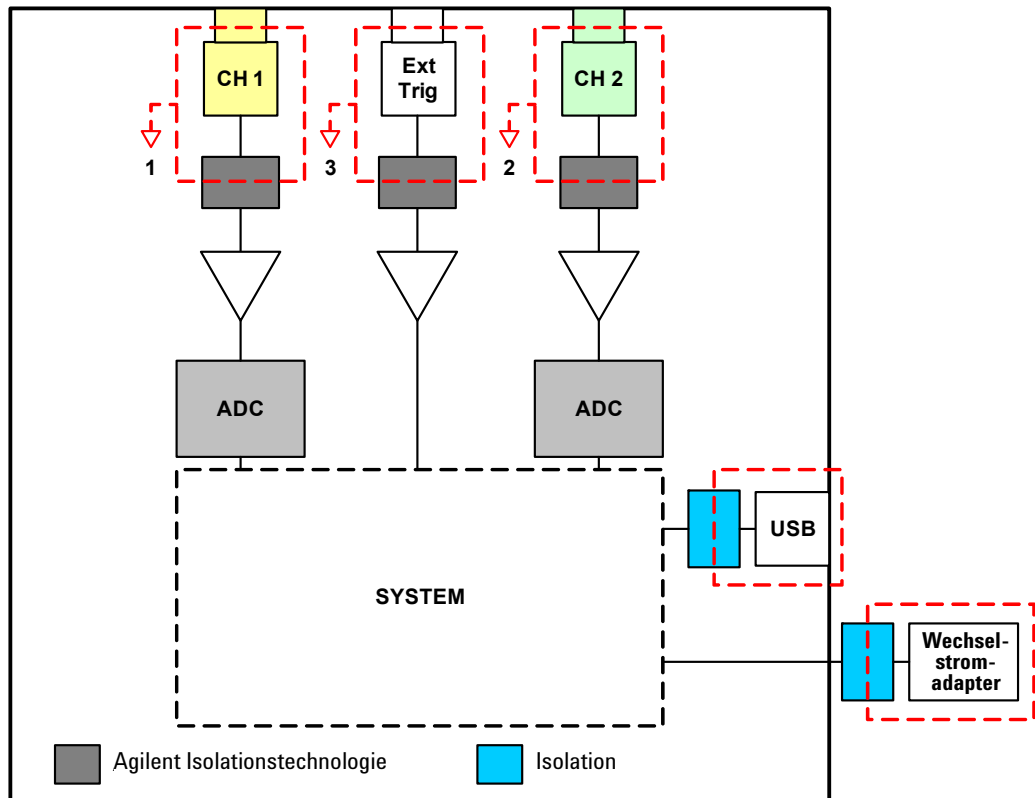 CH 1
Ext
Trig
CH 2
1
3
2
ADC
ADC
USB
SYSTEM
Wechsel-
strom-
adapter
Agilent Isolationstechnologie
Isolation